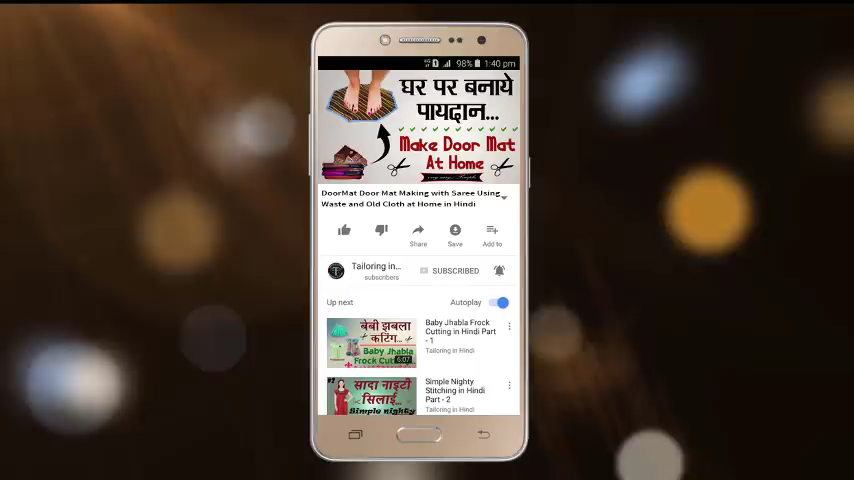 98% 1:40 pm
घर पर बनाये
पायदान...
Make Door Mat
At Home
DoorMat Door Mat Making with Saree Using
Waste and Old Cloth at Home in Hindi
Share
Save
Add to
Tailoring in...
SUBSCRIBED
subscribers
Up next
Autoplay
बेबी झबला
कटिंग...
Baby Jhabla
Frock Cutt
6:07
Baby Jhabla Frock
Cutting in Hindi Part
- 1
Tailoring in Hindi
सादा नाइटी
सिलाई...
Simple nighty
Simple Nighty
Stitching in Hindi
Part - 2
Tailoring in Hindi